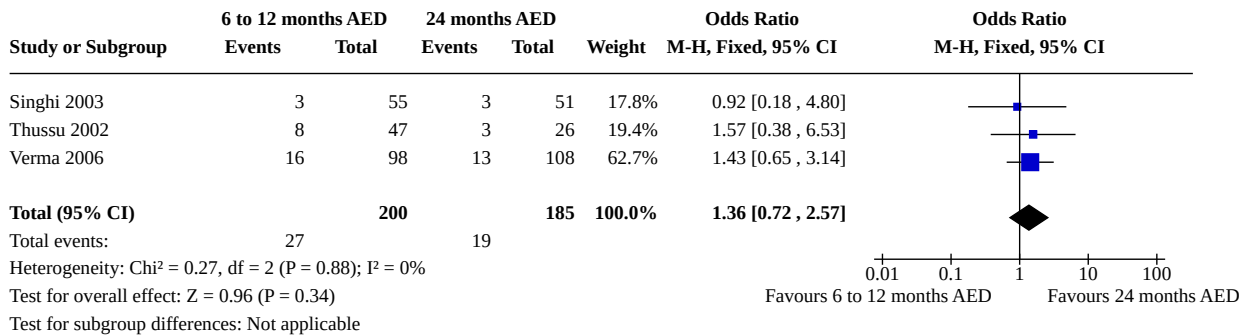 6 to 12 months AED 24 months AED Odds Ratio Odds Ratio
Study or Subgroup Events Total Events Total Weight M-H, Fixed, 95% CI M-H, Fixed, 95% CI
Singhi 2003 3 55 3 51 17.8% 0.92 [0.18 , 4.80]
Thussu 2002 8 47 3 26 19.4% 1.57 [0.38 , 6.53]
Verma 2006 16 98 13 108 62.7% 1.43 [0.65 , 3.14]
Total (95% CI) 200 185 100.0% 1.36 [0.72 , 2.57]
Total events: 27 19
Heterogeneity: Chi² = 0.27, df = 2 (P = 0.88); I² = 0%
Test for overall effect: Z = 0.96 (P = 0.34)
Test for subgroup differences: Not applicable
0.01 0.1 1 10 100
Favours 6 to 12 months AED Favours 24 months AED